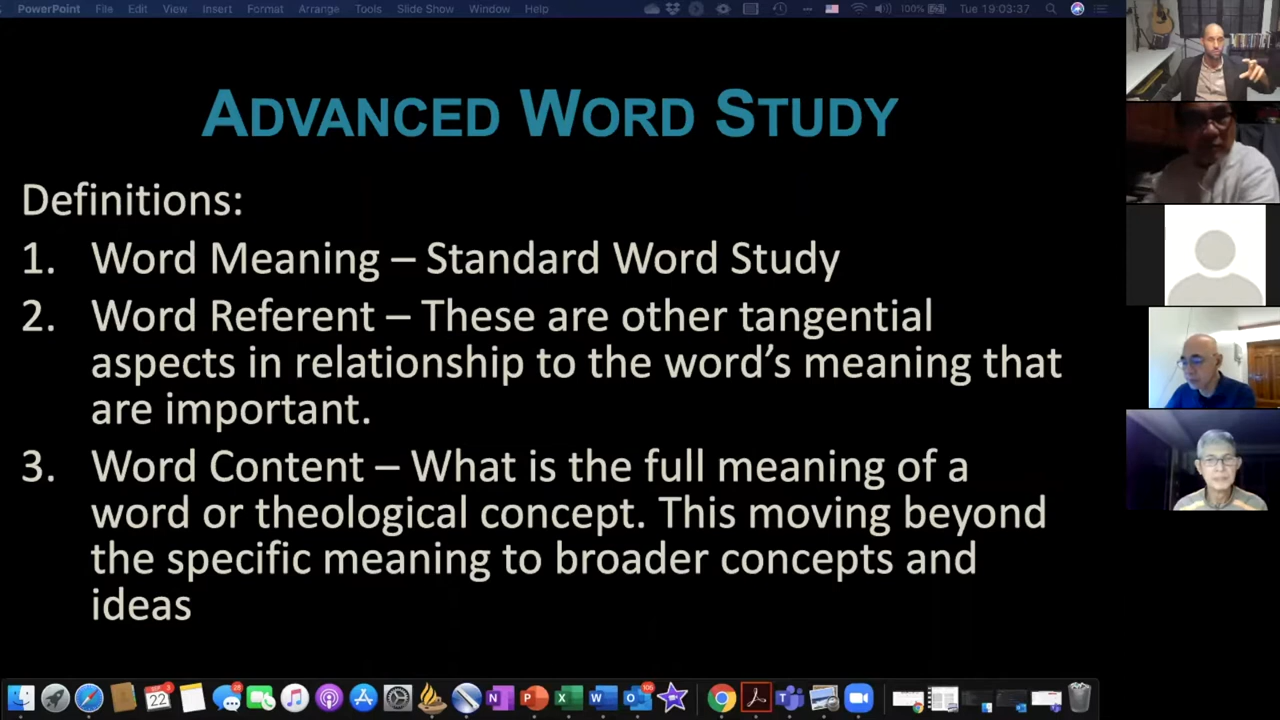 PowerPoint File Edit View Insert Format Arrange Tools Slide Show Window Help 100% Tue 19:03:37
ADVANCED WORD STUDY
Definitions:
1. Word Meaning – Standard Word Study
2. Word Referent – These are other tangential
aspects in relationship to the word’s meaning that
are important.
3. Word Content – What is the full meaning of a
word or theological concept. This moving beyond
the specific meaning to broader concepts and
ideas
22